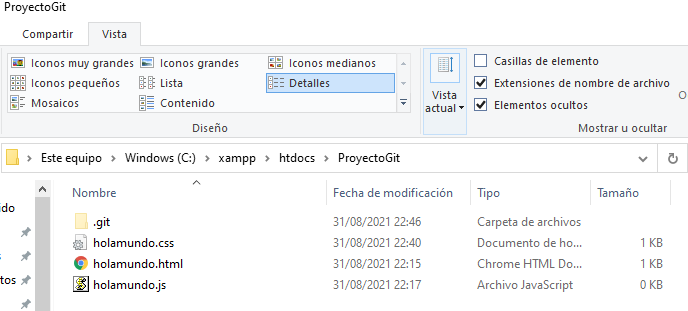 ProyectoGit
Compartir Vista
Iconos muy grandes Iconos grandes Iconos medianos
Iconos pequeños Lista Detalles
Mosaicos Contenido
Diseño
Vista actual
Casillas de elemento
Extensiones de nombre de archivo
Elementos ocultos
O
Mostrar u ocultar
Este equipo > Windows (C:) > xampp > htdocs > ProyectoGit
Nombre Fecha de modificación Tipo Tamaño
.git 31/08/2021 22:46 Carpeta de archivos
ido holamundo.css 31/08/2021 22:40 Documento de ho... 1 KB
s holamundo.html 31/08/2021 22:15 Chrome HTML Do... 1 KB
tos holamundo.js 31/08/2021 22:17 Archivo JavaScript 0 KB